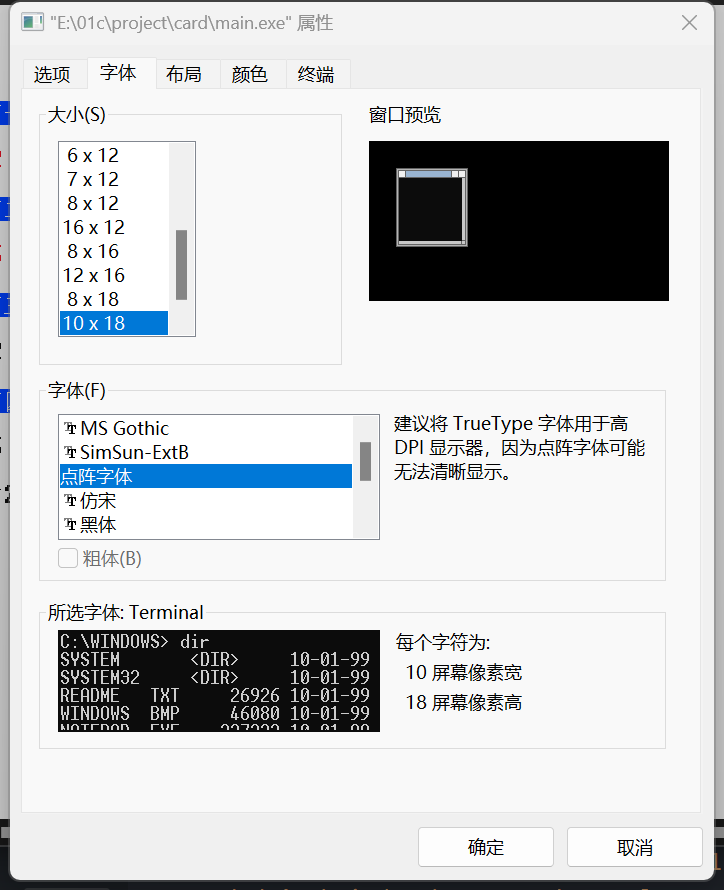 "E:\01c\project\card\main.exe" 属性
选项 字体 布局 颜色 终端
大小(S)
6 x 12
7 x 12
8 x 12
16 x 12
8 x 16
12 x 16
8 x 18
10 x 18
窗口预览
字体(F)
MS Gothic
SimSun-ExtB
点阵字体
仿宋
黑体
建议将 TrueType 字体用于高
DPI 显示器，因为点阵字体可能
无法清晰显示。
粗体(B)
所选字体: Terminal
C:\WINDOWS> dir
SYSTEM <DIR> 10-01-99
SYSTEM32 <DIR> 10-01-99
README TXT 26926 10-01-99
WINDOWS BMP 46080 10-01-99
每个字符为:
10 屏幕像素宽
18 屏幕像素高
确定 取消